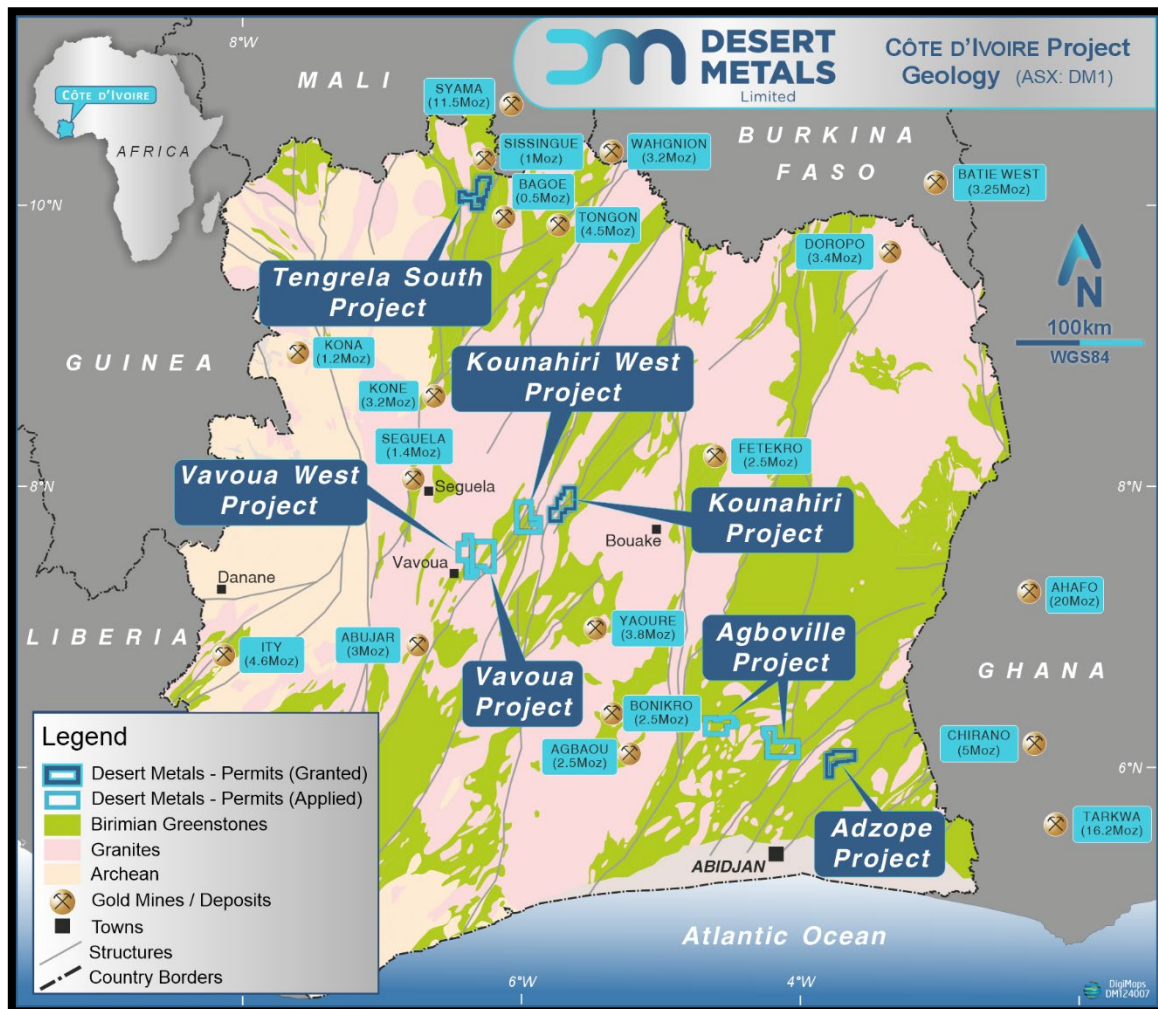 DESERT
METALS
Limited
CÔTE D'IVOIRE Project
Geology (ASX: DM1)
8°W
CÔTE D'IVOIRE
AFRICA
MALI
BURKINA
FASO
SYAMA
(11.5Moz)
SISSINGUE
(1Moz)
WAHGNION
(3.2Moz)
BATIE WEST
(3.25Moz)
BAGOE
(0.5Moz)
TONGON
(4.5Moz)
10°N
DOROPO
(3.4Moz)
N
100km
WGS84
Tengrela South
Project
GUINEA
KONA
(1.2Moz)
Kounahiri West
Project
KONE
(3.2Moz)
SEGUELA
(1.4Moz)
FETEKRO
(2.5Moz)
Vavoua West
Project
8°N
8°N
Seguela
Kounahiri
Project
Bouake
Vavoua
Danane
AHAFO
(20Moz)
LIBERIA
ITY
(4.6Moz)
ABUJAR
(3Moz)
YAOURE
(3.8Moz)
Agboville
Project
GHANA
Vavoua
Project
BONIKRO
(2.5Moz)
AGBAOU
(2.5Moz)
CHIRANO
(5Moz)
6°N
Adzope
Project
TARKWA
(16.2Moz)
ABIDJAN
Atlantic Ocean
Legend
Desert Metals - Permits (Granted)
Desert Metals - Permits (Applied)
Birimian Greenstones
Granites
Archean
Gold Mines / Deposits
Towns
Structures
Country Borders
6°W
4°W
DigiMaps
DM124007